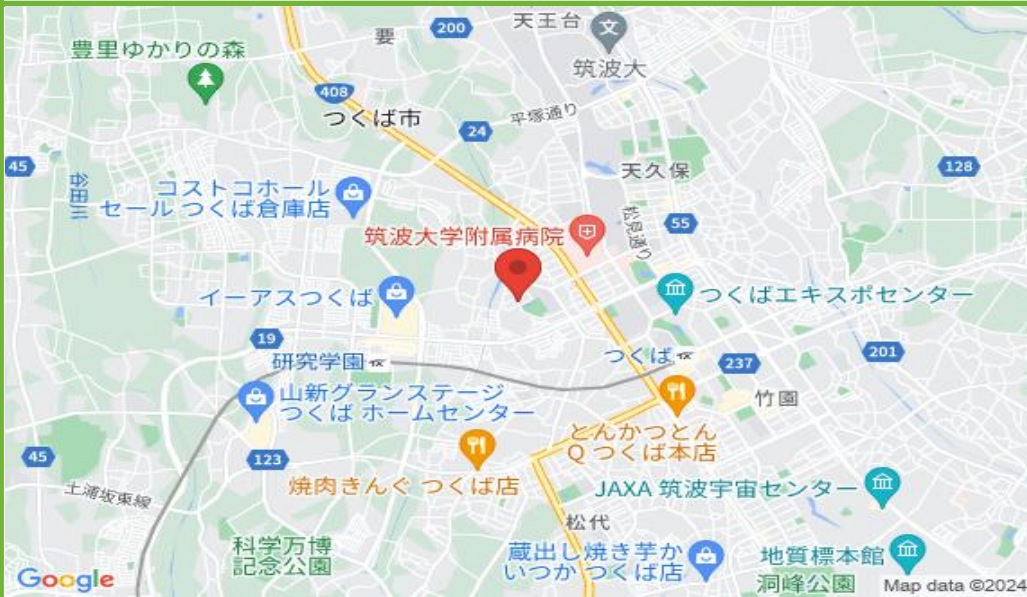 天王台
要
200
文
豊里ゆかりの森
筑波大
408
つくば市
24
平塚通り
45
谷田川
天久保
128
コストコホール
セール つくば倉庫店
松見通り
55
筑波大学附属病院
イーアスつくば
つくばエキスポセンター
19
研究学園
つくば
237
201
山新グランステージ
つくば ホームセンター
竹園
とんかつとん
Q つくば本店
45
123
焼肉きんぐ つくば店
土浦坂東線
JAXA 筑波宇宙センター
松代
科学万博
記念公園
蔵出し焼き芋か
いつか つくば店
地質標本館
洞峰公園
Google
Map data ©2024